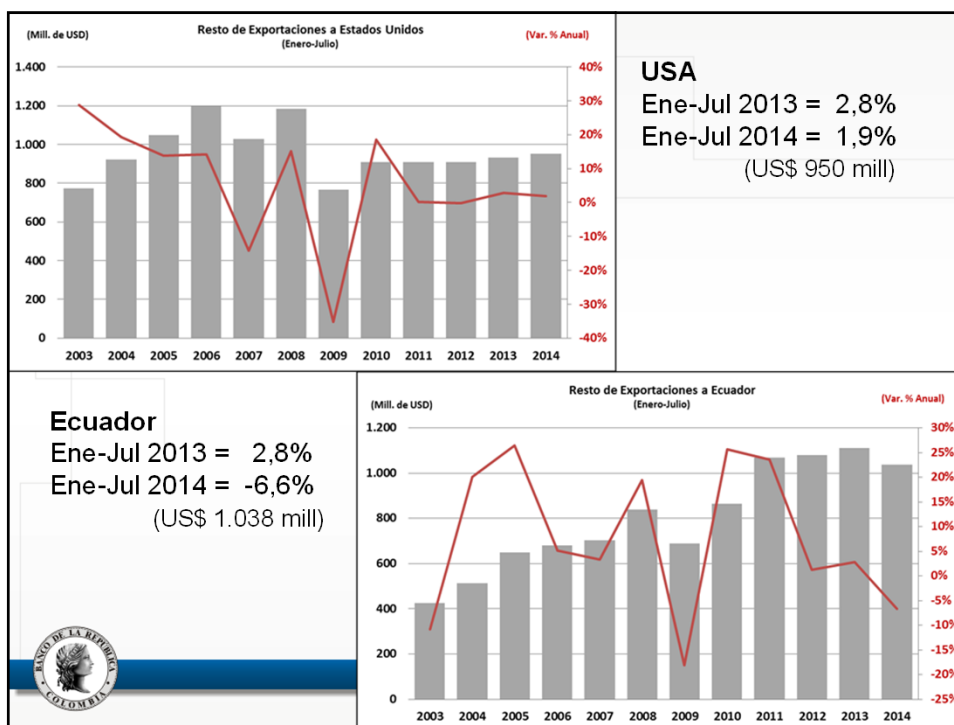 (Mill. de USD)
Resto de Exportaciones a Estados Unidos
(Enero-Julio)
(Var. % Anual)
1.400
1.200
1.000
800
600
400
200
0
40%
30%
20%
10%
0%
-10%
-20%
-30%
-40%
2003 2004 2005 2006 2007 2008 2009 2010 2011 2012 2013 2014
USA
Ene-Jul 2013 = 2,8%
Ene-Jul 2014 = 1,9%
(US$ 950 mill)
Ecuador
Ene-Jul 2013 = 2,8%
Ene-Jul 2014 = -6,6%
(US$ 1.038 mill)
(Mill. de USD)
Resto de Exportaciones a Ecuador
(Enero-Julio)
(Var. % Anual)
1.200
1.000
800
600
400
200
0
30%
25%
20%
15%
10%
5%
0%
-5%
-10%
-15%
-20%
-25%
2003 2004 2005 2006 2007 2008 2009 2010 2011 2012 2013 2014
BANCO DE LA REPUBLICA
COLOMBIA